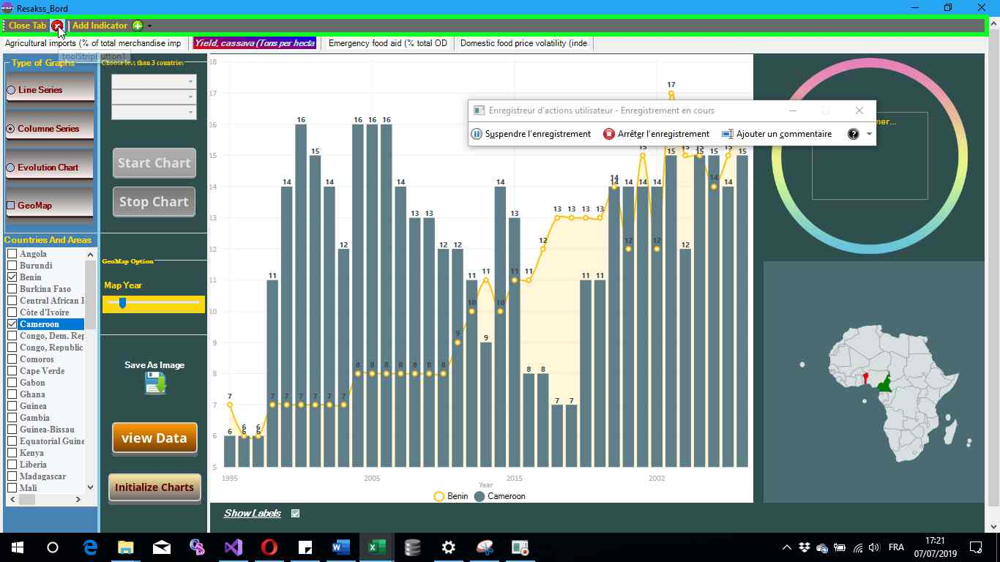 Resakss_Bord
Close Tab
Add Indicator
Agricultural imports (% of total merchandise imp
Yield, cassava (Tons per hecta
Emergency food aid (% total OD
Domestic food price volatility (inde
toolStripButton1
Type of Graphs
Line Series
Columne Series
Evolution Chart
GeoMap
Countries And Areas
Angola
Burundi
Benin
Burkina Faso
Central African R
Côte d'Ivoire
Cameroon
Congo, Dem. Rep
Congo, Republic
Comoros
Cape Verde
Gabon
Ghana
Guinea
Gambia
Guinea-Bissau
Equatorial Guine
Kenya
Liberia
Madagascar
Mali
Choose less than 3 countries
Start Chart
Stop Chart
GeoMap Option
Map Year
Save As Image
view Data
Initialize Charts
18
17
16
15
14
13
12
11
10
9
8
7
6
5
7 6 6 7 7 7 7 7 7 8 8 8 8 8 8 8 9 10 11 10 11 11 12 13 13 13 13 14 12 15 12 17 15 15 14 15
6 6 6 11 14 16 15 14 12 16 16 16 14 13 13 12 12 11 9 14 13 8 8 7 7 11 11 14 14 14 14 15 12 15 15 14 15
1995 2005 2015 2002
Year
Benin Cameroon
Show Labels
Enregistreur d'actions utilisateur - Enregistrement en cours
Suspendre l'enregistrement
Arrêter l'enregistrement
Ajouter un commentaire
ner...
FRA
17:21
07/07/2019